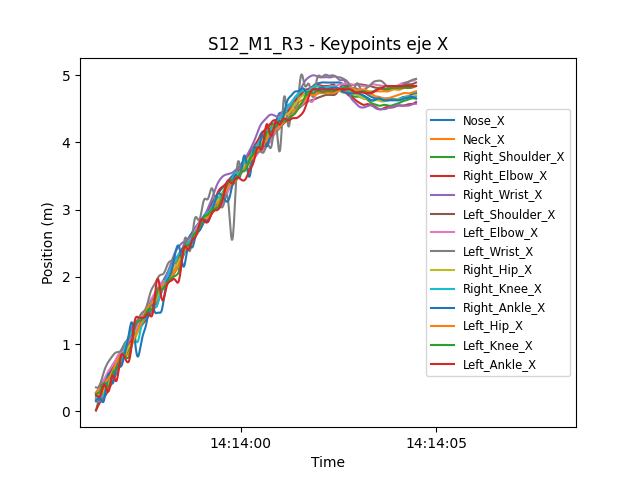 S12_M1_R3 - Keypoints eje X
Position (m)
5
4
3
2
1
0
14:14:00
14:14:05
Time
Nose_X
Neck_X
Right_Shoulder_X
Right_Elbow_X
Right_Wrist_X
Left_Shoulder_X
Left_Elbow_X
Left_Wrist_X
Right_Hip_X
Right_Knee_X
Right_Ankle_X
Left_Hip_X
Left_Knee_X
Left_Ankle_X